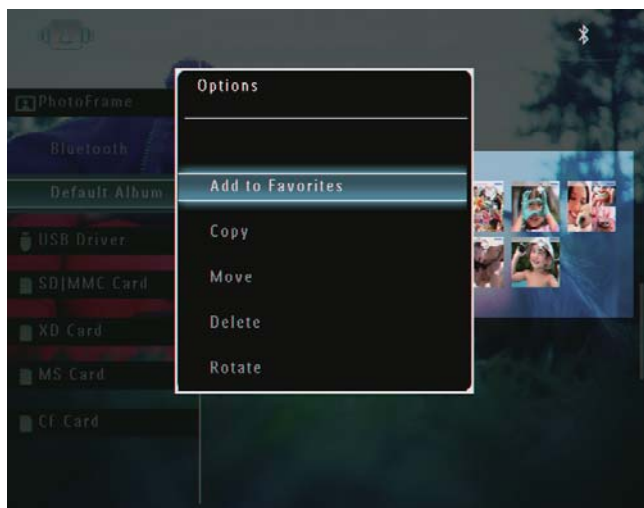 Options
PhotoFrame
Bluetooth
Default Album
USB Driver
SD|MMC Card
XD Card
MS Card
CF Card
Add to Favorites
Copy
Move
Delete
Rotate